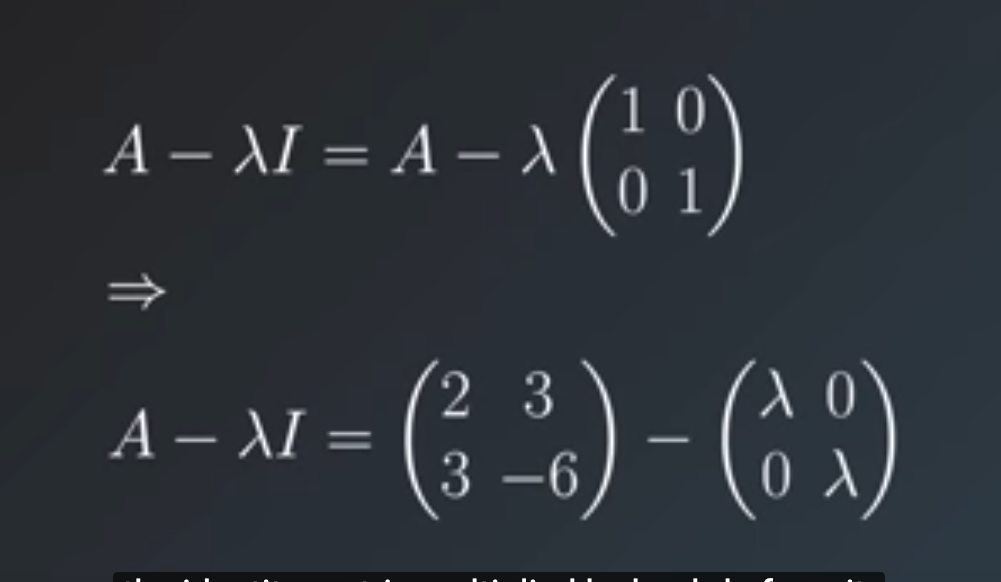 A − λI = A − λ (1 0
0 1)
⇒
A − λI = (2 3
3 −6) − (λ 0
0 λ)